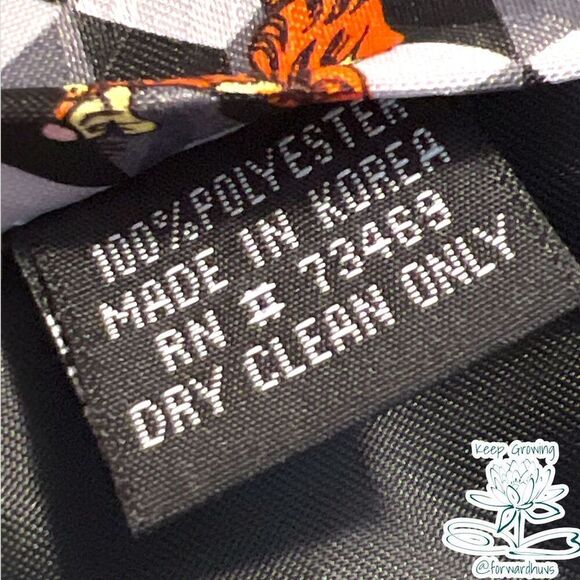 100% POLYESTER
MADE IN KOREA
RN # 73469
DRY CLEAN ONLY
Keep Growing
@forwardhuvs